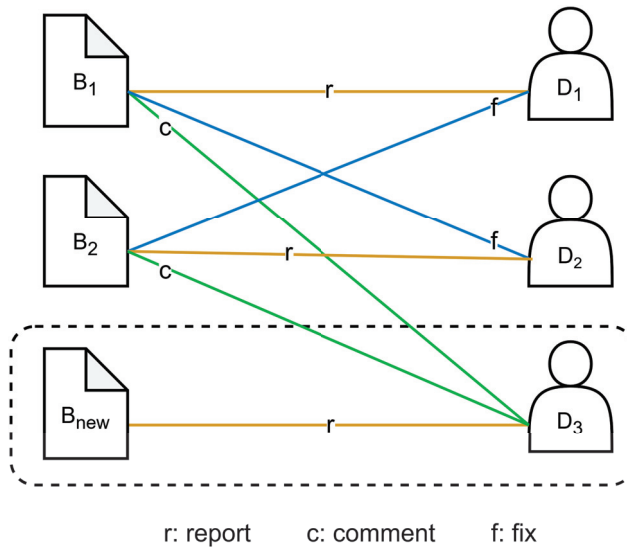 B1 r D1
f
c
B2 r f D2
c
Bnew r D3
r: report c: comment f: fix